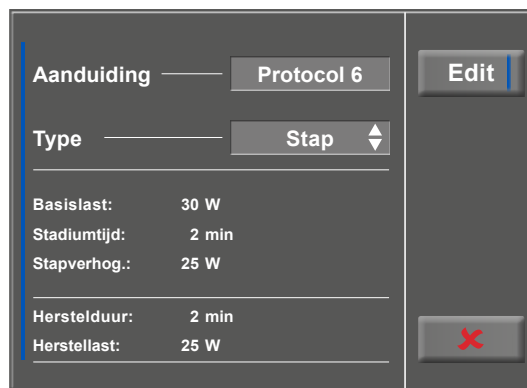 Aanduiding Protocol 6 Edit
Type Stap
Basislast: 30 W
Stadiumtijd: 2 min
Stapverhog.: 25 W
Herstelduur: 2 min
Herstellast: 25 W